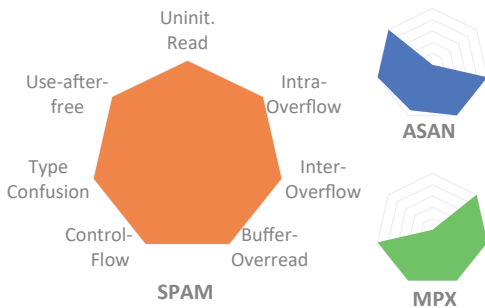 Uninit.
Read
Use-after-
free
Intra-
Overflow
Type
Confusion
Inter-
Overflow
Control-
Flow
Buffer-
Overread
SPAM
ASAN
MPX